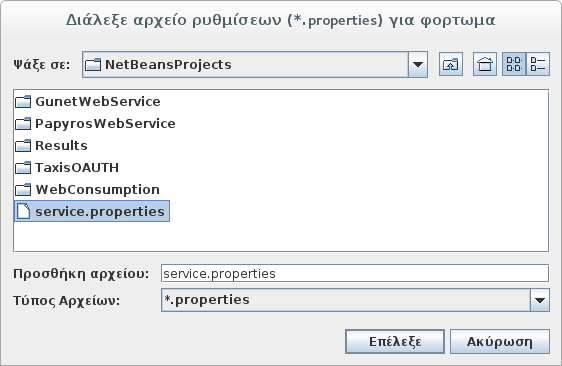 Διάλεξε αρχείο ρυθμίσεων (*.properties) για φορτωμα
Ψάξε σε: NetBeansProjects
GunetWebService
PapyrosWebService
Results
TaxisOAUTH
WebConsumption
service.properties
Προσθήκη αρχείου: service.properties
Τύπος Αρχείων: *.properties
Επέλεξε Ακύρωση